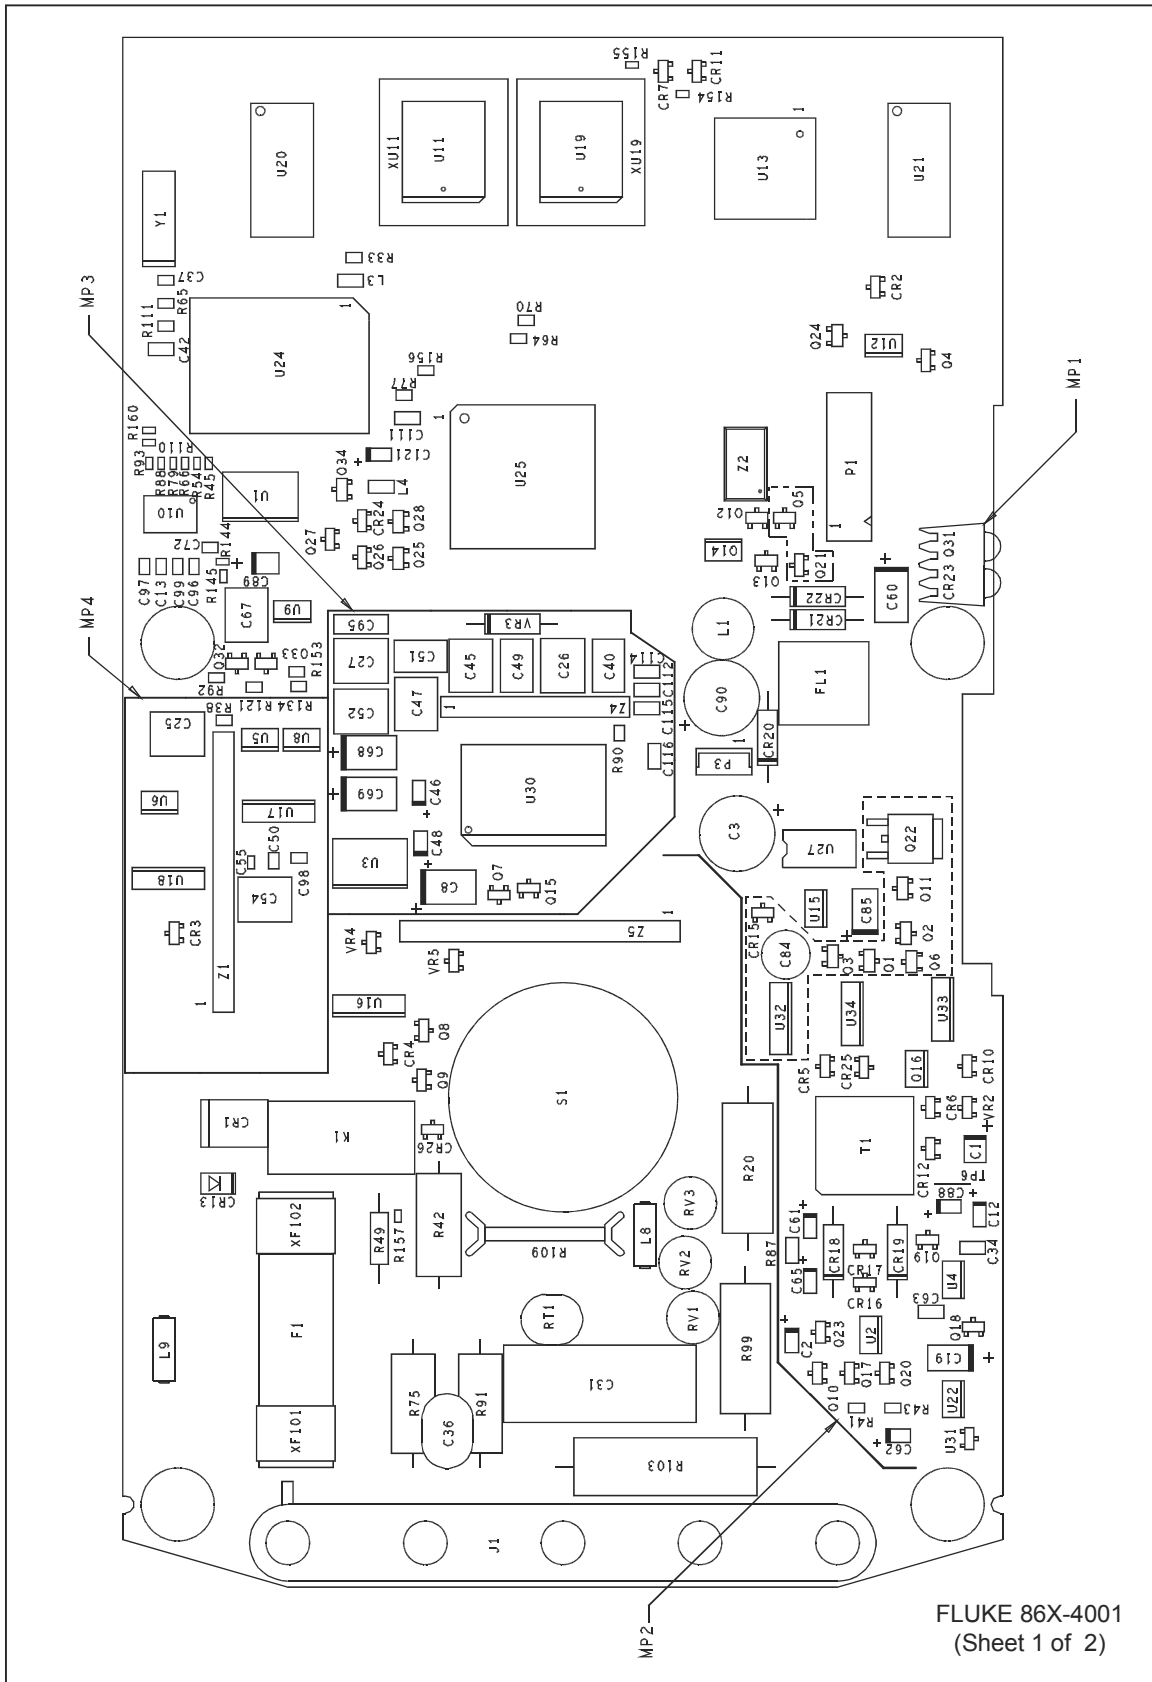 R155
CR7
CR11
R154
1
U20
XU11
U11
U19
XU19
U13
U21
Y1
R33
L3
C37
R65
R111
C42
MP3
1
U24
R70
R64
CR2
Q24
U12
Q4
R156
R77
C111
MP1
R160
R93
R110
R88
R79
R66
R54
R45
U10
U1
Q34
+
C121
L4
1
U25
Z2
P1
1
Q5
Q12
Q14
Q13
Q21
Q31
CR23
CR24
Q28
Q27
Q26
Q25
R144
C72
+
C89
R145
C97
C13
C99
C96
MP4
C67
U9
C95
VR3
CR22
CR21
+
C60
L1
Q32
Q33
R153
R92
C27
C51
C45
C49
C26
C40
C114
C112
C115
C90
+
FL1
R38
R121
R134
C25
U5
U8
C52
C47
1
Z4
R90
C116
P3
1
CR20
+
C68
+
C69
C46
+
U30
U6
U17
C50
C55
C98
U18
C54
U3
C48
+
C8
+
Q7
Q15
C3
+
U27
Q22
Q11
CR3
Z1
1
VR4
VR5
Z5
1
CR15
U15
C85
+
Q2
C84
Q3
Q1
Q6
U16
U32
U34
U33
Q8
CR4
Q9
S1
CR5
CR25
Q16
CR10
CR1
K1
CR26
CR6
VR2
T1
CR12
+
C1
TP6
CR13
XF102
R49
R157
R42
R109
L8
RV3
R20
R87
+
C61
C88
+
+
C12
CR18
CR17
CR19
Q19
C34
RV2
C65
+
CR16
U4
C63
L9
F1
RT1
RV1
R99
+
C2
Q23
U2
Q18
C19
+
R75
R91
C31
C36
Q10
Q17
Q20
R41
R43
U22
+
C62
U31
XF101
R103
J1
MP2
FLUKE 86X-4001
(Sheet 1 of 2)